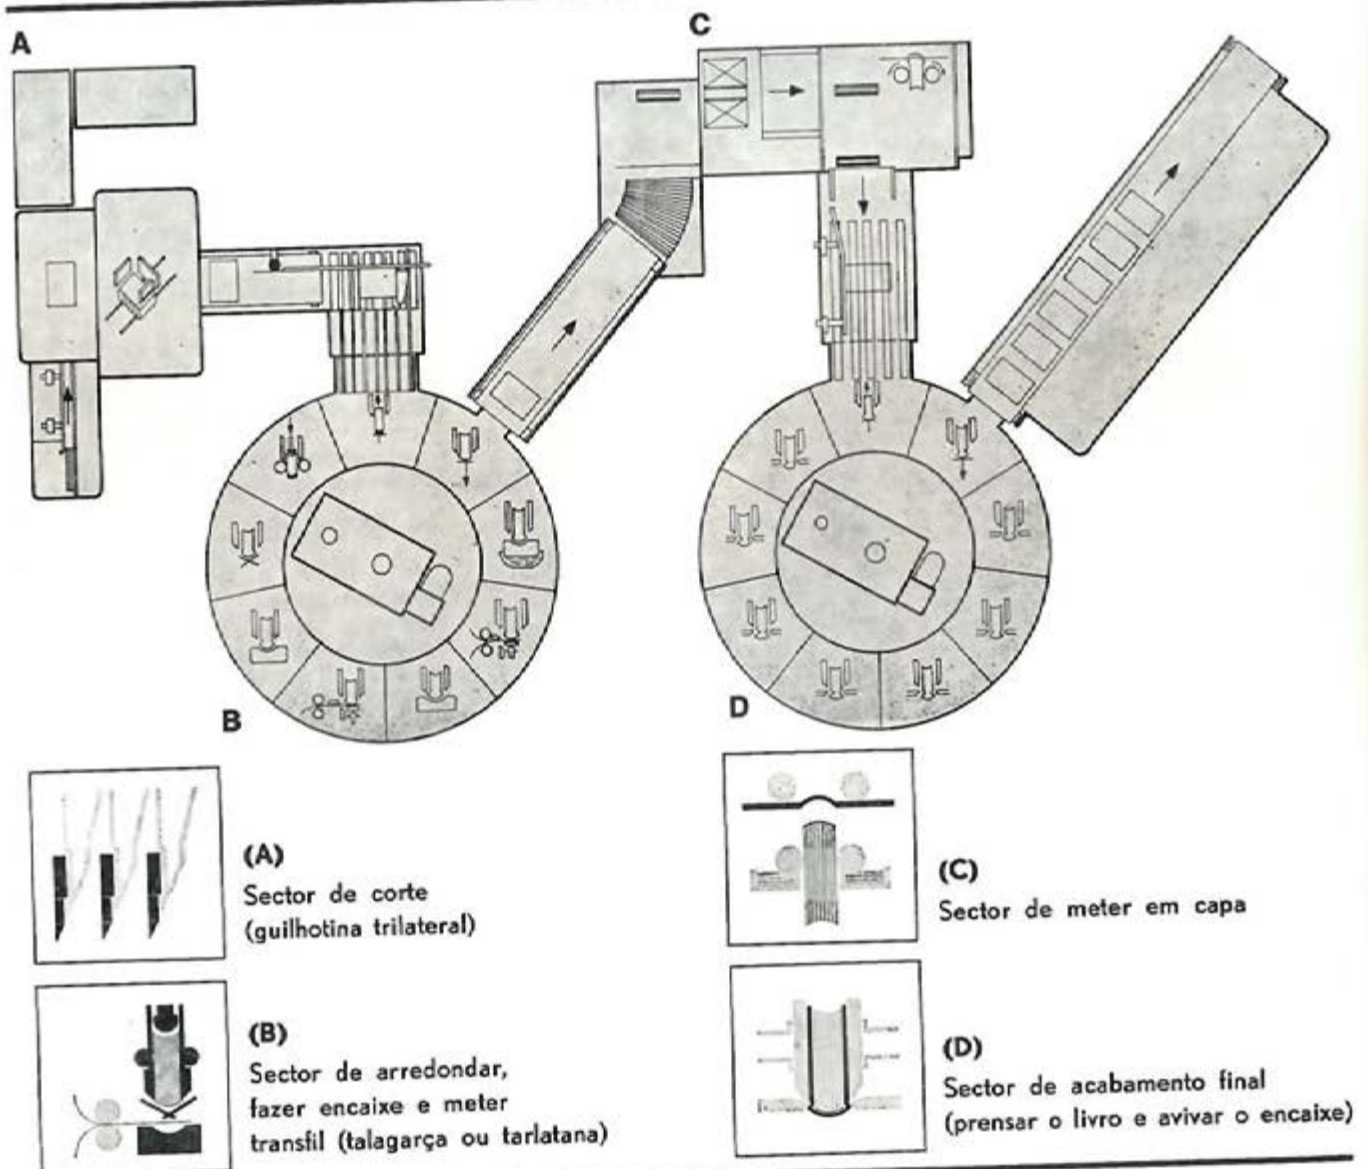 A
C
B
D
(A)
Sector de corte
(guilhotina trilateral)
(B)
Sector de arredondar,
fazer encaixe e meter
transfil (talagarça ou tarlatana)
(C)
Sector de meter em capa
(D)
Sector de acabamento final
(prensar o livro e avivar o encaixe)